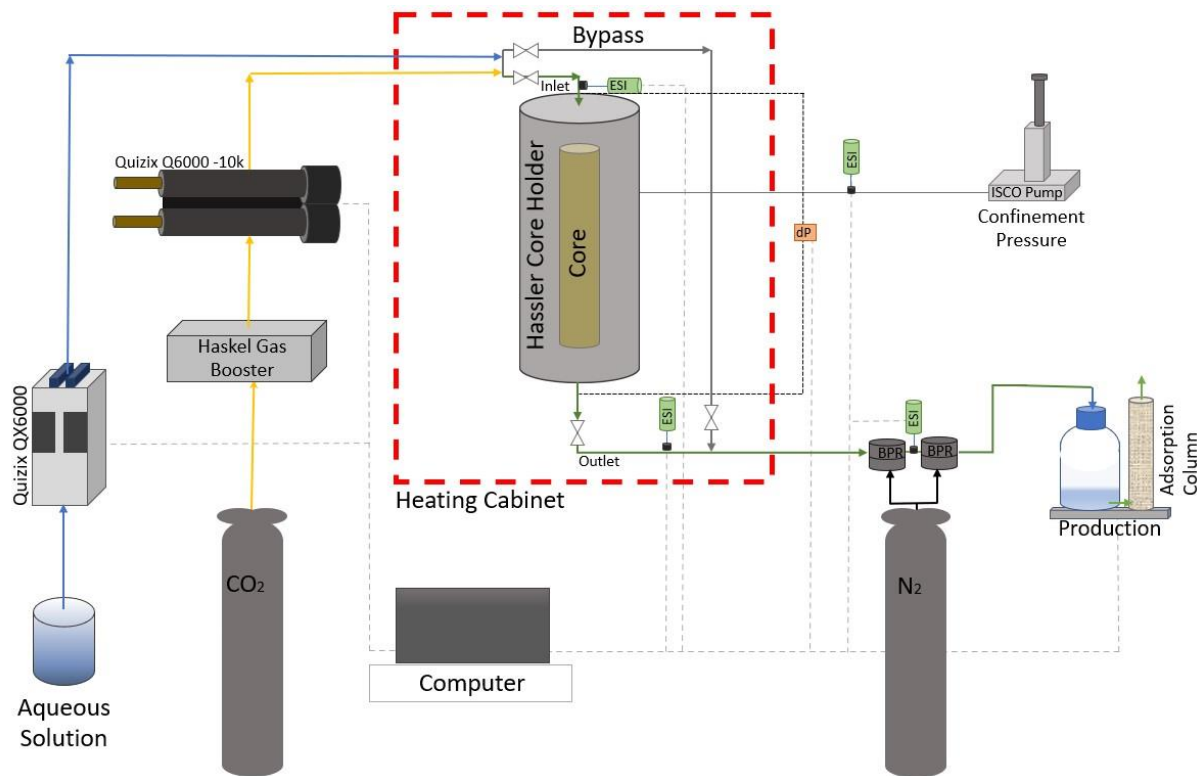 Bypass
Inlet
ESI
Quizix Q6000 -10k
ESI
ISCO Pump
Confinement
Pressure
Hassler Core Holder
Core
dP
Haskel Gas
Booster
Quizix QX6000
ESI
ESI
Outlet
BPR
BPR
Adsorption
Column
Heating Cabinet
Production
CO2
N2
Computer
Aqueous
Solution